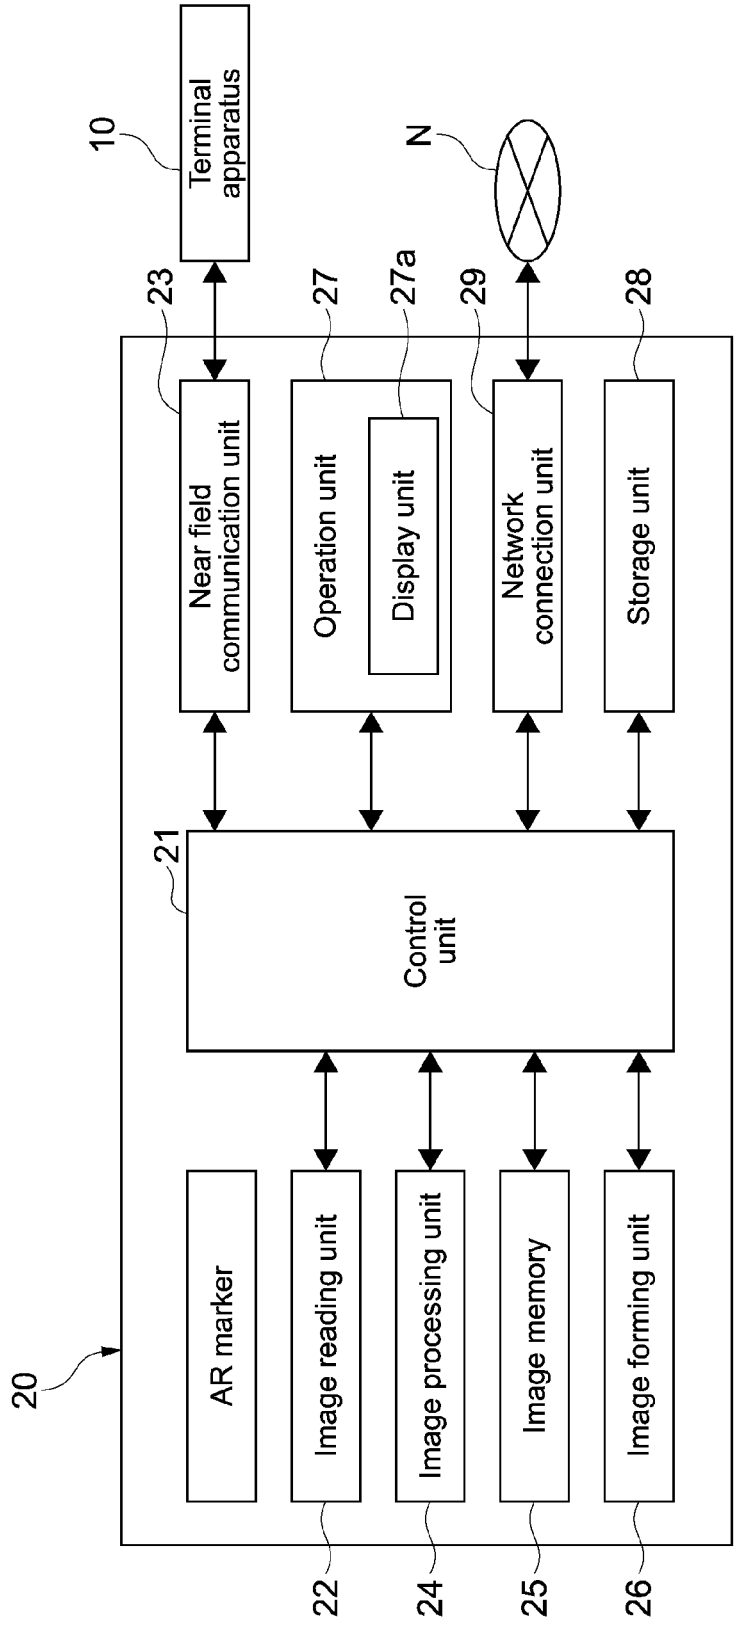 20
AR marker
Image reading unit
22
Image processing unit
24
Image memory
25
Image forming unit
26
21
Control
unit
23
Near field
communication unit
10
Terminal
apparatus
27
Operation unit
27a
Display unit
29
Network
connection unit
N
28
Storage unit